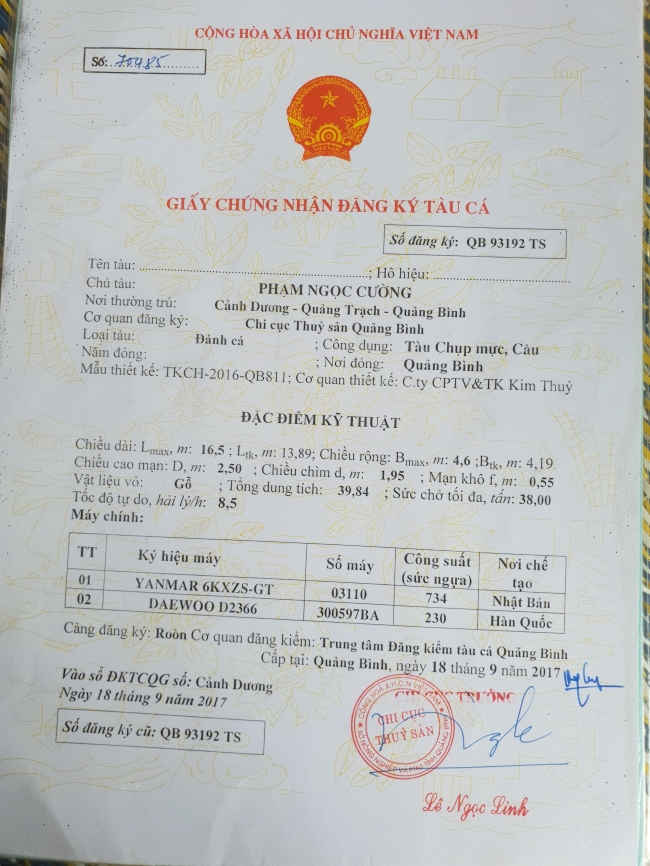 CỘNG HÒA XÃ HỘI CHỦ NGHĨA VIỆT NAM
Số: 70485
GIẤY CHỨNG NHẬN ĐĂNG KÝ TÀU CÁ
Số đăng ký: QB 93192 TS
Tên tàu: ..............................; Hô hiệu: ..............................
Chủ tàu: PHẠM NGỌC CƯỜNG
Nơi thường trú: Cảnh Dương - Quảng Trạch - Quảng Bình
Cơ quan đăng ký: Chi cục Thuỷ sản Quảng Bình
Loại tàu: Đánh cá ; Công dụng: Tàu Chụp mực, Câu
Năm đóng: ; Nơi đóng: Quảng Bình
Mẫu thiết kế: TKCH-2016-QB811; Cơ quan thiết kế: C.ty CPTV&TK Kim Thuỷ
ĐẶC ĐIỂM KỸ THUẬT
Chiều dài: Lmax, m: 16,5 ; Ltk, m: 13,89; Chiều rộng: Bmax, m: 4,6 ;Btk, m: 4,19.
Chiều cao mạn: D, m: 2,50 ; Chiều chìm d, m: 1,95 ; Mạn khô f, m: 0,55
Vật liệu vỏ: Gỗ ; Tổng dung tích: 39,84 ; Sức chở tối đa, tấn: 38,00
Tốc độ tự do, hải lý/h: 8,5
Máy chính:
TT Ký hiệu máy Số máy Công suất (sức ngựa) Nơi chế tạo
01 YANMAR 6KXZS-GT 03110 734 Nhật Bản
02 DAEWOO D2366 300597BA 230 Hàn Quốc
Cảng đăng ký: Roòn Cơ quan đăng kiểm: Trung tâm Đăng kiểm tàu cá Quảng Bình
Cấp tại: Quảng Bình, ngày 18 tháng 9 năm 2017
Vào sổ ĐKTCQG số: Cảnh Dương
Ngày 18 tháng 9 năm 2017
CHI CỤC TRƯỞNG
CHI CỤC
THUỶ SẢN
Số đăng ký cũ: QB 93192 TS
Lê Ngọc Linh